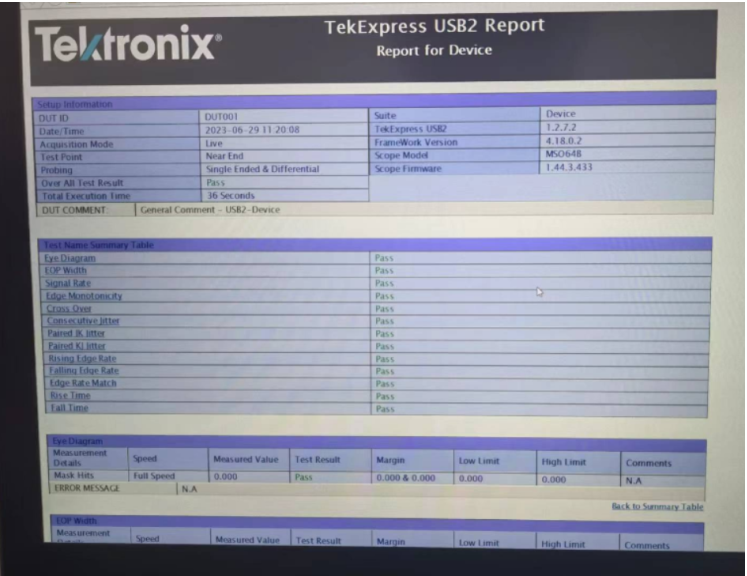 Tektronix®
TekExpress USB2 Report
Report for Device
Setup Information
DUT ID DUT001 Suite Device
Date/Time 2023-06-29 11:20:08 TekExpress USB2 1.2.7.2
Acquisition Mode Live FrameWork Version 4.18.0.2
Test Point Near End Scope Model MSO64B
Probing Single Ended & Differential Scope Firmware 1.44.3.433
Over All Test Result Pass
Total Execution Time 36 Seconds
DUT COMMENT: General Comment - USB2-Device
Test Name Summary Table
Eye Diagram Pass
EOP Width Pass
Signal Rate Pass
Edge Monotonicity Pass
Cross Over Pass
Consecutive Jitter Pass
Paired JK Jitter Pass
Paired KJ Jitter Pass
Rising Edge Rate Pass
Falling Edge Rate Pass
Edge Rate Match Pass
Rise Time Pass
Fall Time Pass
Eye Diagram
Measurement Details Speed Measured Value Test Result Margin Low Limit High Limit Comments
Mask Hits Full Speed 0.000 Pass 0.000 & 0.000 0.000 0.000 N.A
ERROR MESSAGE N.A
Back to Summary Table
EOP Width
Measurement Details Speed Measured Value Test Result Margin Low Limit High Limit Comments